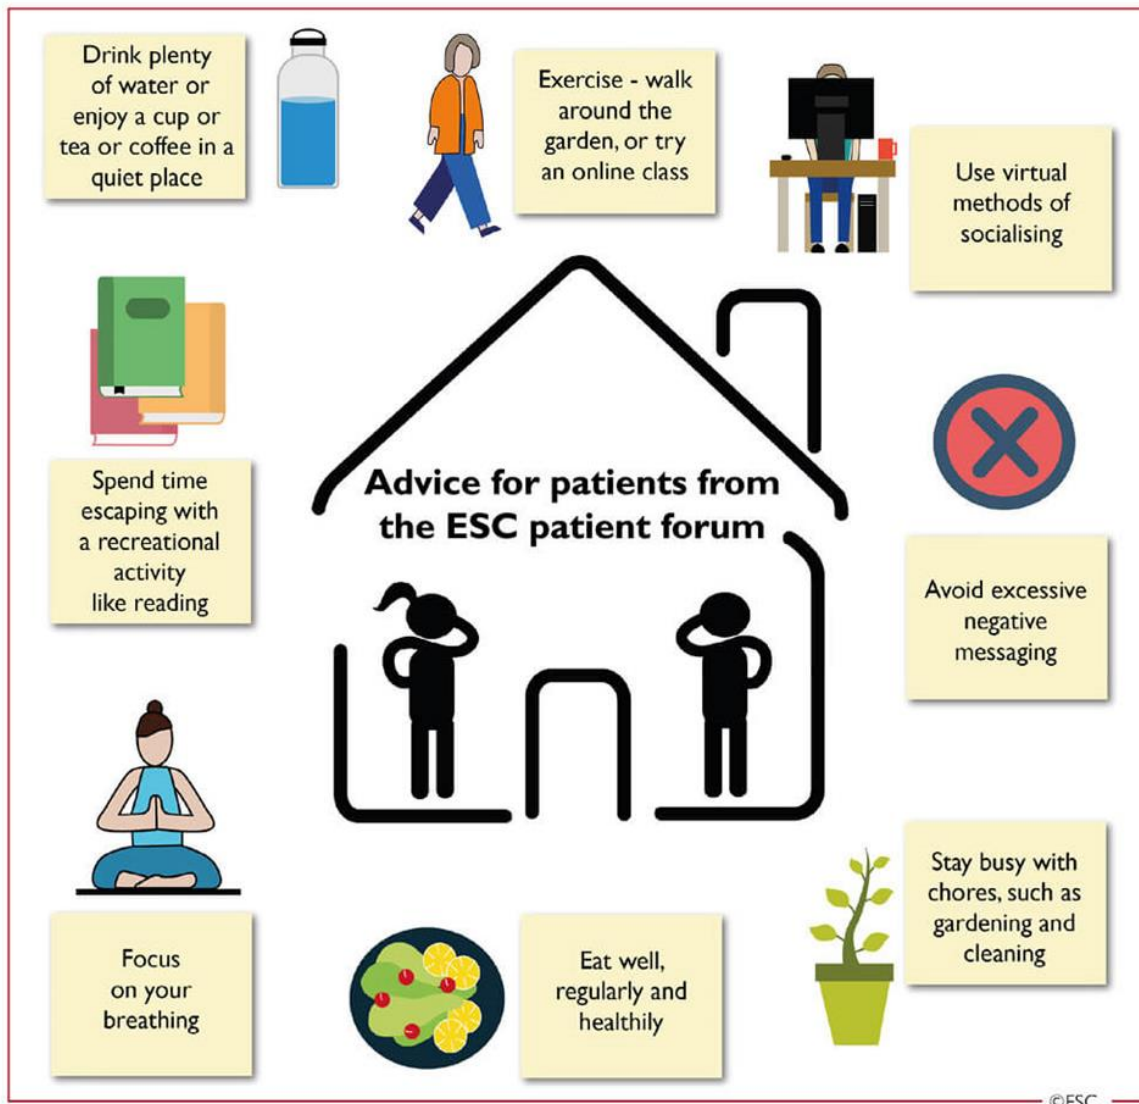 Drink plenty
of water or
enjoy a cup or
tea or coffee in a
quiet place
Exercise - walk
around the
garden, or try
an online class
Use virtual
methods of
socialising
Spend time
escaping with
a recreational
activity
like reading
Advice for patients from
the ESC patient forum
Avoid excessive
negative
messaging
Focus
on your
breathing
Eat well,
regularly and
healthily
Stay busy with
chores, such as
gardening and
cleaning
©ESC